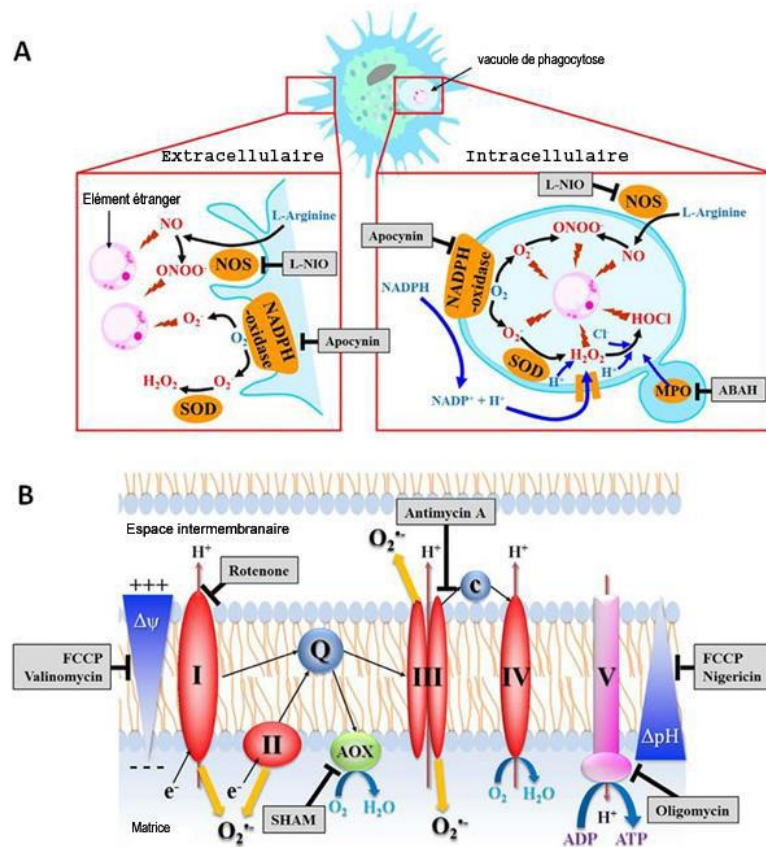 A
vacuole de phagocytose
Extracellulaire
Elément étranger
NO
L-Arginine
ONOO⁻
NOS
L-NIO
O₂⁻
O₂
NADPH
-oxidase
Apocynin
H₂O₂
O₂⁻
SOD
Intracellulaire
L-NIO
NOS
L-Arginine
Apocynin
ONOO⁻
O₂⁻
NO
NADPH
-oxidase
NADPH
O₂
O₂⁻
HOCl
Cl⁻
SOD
H₂O₂
H⁺
H⁺
MPO
ABAH
NADP⁺ + H⁺
B
Espace intermembranaire
Antimycin A
O₂•⁻
H⁺
Rotenone
H⁺
c
H⁺
+++
Δψ
FCCP
Valinomycin
I
Q
III
IV
V
FCCP
Nigericin
II
AOX
ΔpH
---
e⁻
e⁻
O₂
H₂O
O₂
H₂O
SHAM
H⁺
Oligomycin
Matrice
O₂•⁻
O₂•⁻
ADP
ATP